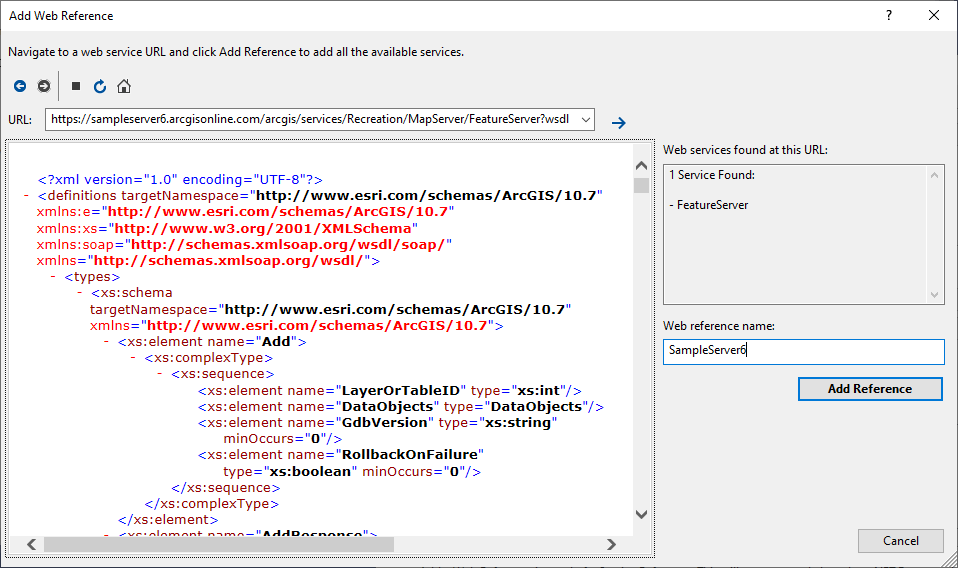 Add Web Reference
?
Navigate to a web service URL and click Add Reference to add all the available services.
URL:
https://sampleserver6.arcgisonline.com/arcgis/services/Recreation/MapServer/FeatureServer?wsdl
<?xml version="1.0" encoding="UTF-8"?>
- <definitions targetNamespace="http://www.esri.com/schemas/ArcGIS/10.7"
xmlns:e="http://www.esri.com/schemas/ArcGIS/10.7"
xmlns:xs="http://www.w3.org/2001/XMLSchema"
xmlns:soap="http://schemas.xmlsoap.org/wsdl/soap/"
xmlns="http://schemas.xmlsoap.org/wsdl/">
- <types>
- <xs:schema
targetNamespace="http://www.esri.com/schemas/ArcGIS/10.7"
xmlns="http://www.esri.com/schemas/ArcGIS/10.7">
- <xs:element name="Add">
- <xs:complexType>
- <xs:sequence>
<xs:element name="LayerOrTableID" type="xs:int"/>
<xs:element name="DataObjects" type="DataObjects"/>
<xs:element name="GdbVersion" type="xs:string"
minOccurs="0"/>
<xs:element name="RollbackOnFailure"
type="xs:boolean" minOccurs="0"/>
</xs:sequence>
</xs:complexType>
</xs:element>
- <xs:element name="AddResponse">
Web services found at this URL:
1 Service Found:
- FeatureServer
Web reference name:
SampleServer6
Add Reference
Cancel